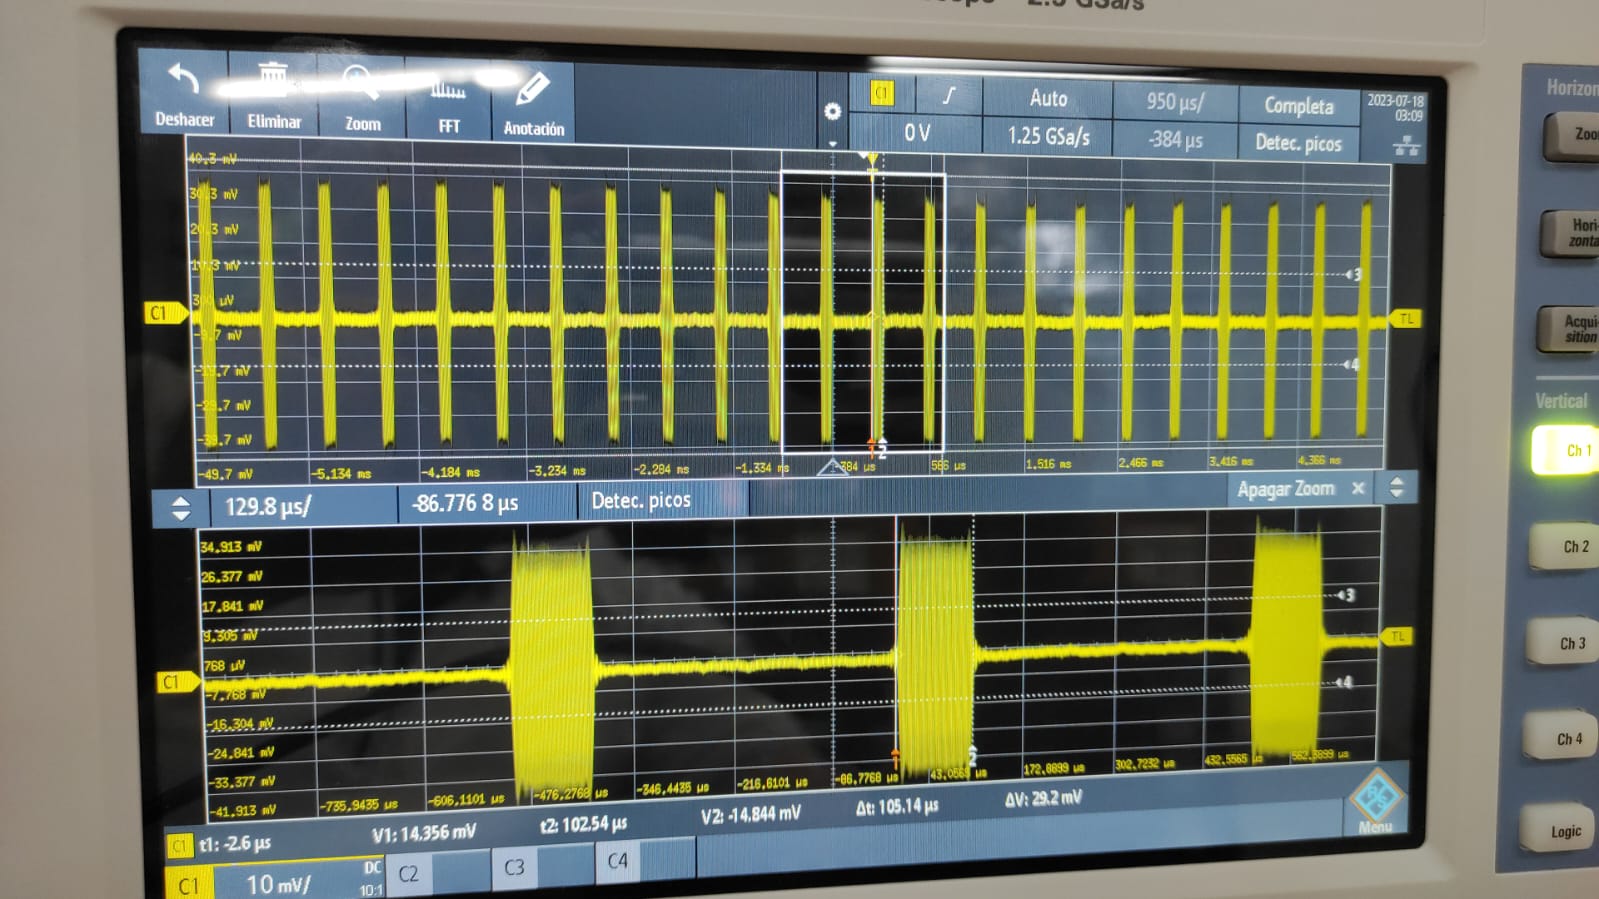 2.5 GSa/s
Deshacer
Eliminar
Zoom
FFT
Anotación
C1
Auto
950 µs/
Completa
2023-07-18
03:09
0 V
1.25 GSa/s
-384 µs
Detec. picos
40.3 mV
30.3 mV
20.3 mV
10.3 mV
300 µV
-9.7 mV
-19.7 mV
-29.7 mV
-39.7 mV
-49.7 mV
C1
TL
3
4
1
2
-5.134 ms
-4.184 ms
-3.234 ms
-2.284 ms
-1.334 ms
-384 µs
566 µs
1.516 ms
2.466 ms
3.416 ms
4.366 ms
129.8 µs/
-86.776 8 µs
Detec. picos
Apagar Zoom
34.913 mV
26.377 mV
17.841 mV
9.305 mV
768 µV
-7.768 mV
-16.304 mV
-24.841 mV
-33.377 mV
-41.913 mV
C1
TL
3
4
1
2
-735.9435 µs
-606.1101 µs
-476.2768 µs
-346.4435 µs
-216.6101 µs
-86.7768 µs
43.0565 µs
172.8899 µs
302.7232 µs
432.5565 µs
562.3899 µs
C1
t1: -2.6 µs
V1: 14.356 mV
t2: 102.54 µs
V2: -14.844 mV
Δt: 105.14 µs
ΔV: 29.2 mV
Menu
C1
10 mV/
DC
10:1
C2
C3
C4
Vertical
Ch 1
Ch 2
Ch 3
Ch 4
Logic